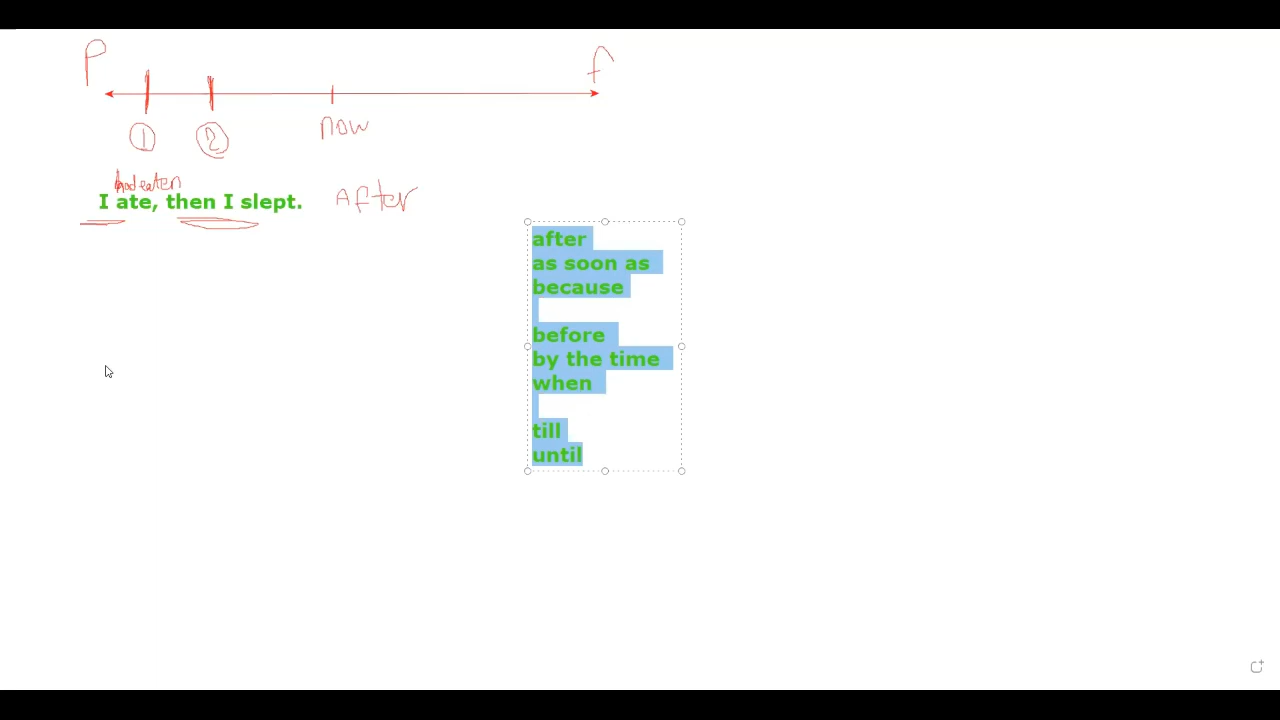 P
f
① ②
now
had eaten
I ate, then I slept.
After
after
as soon as
because
before
by the time
when
till
until